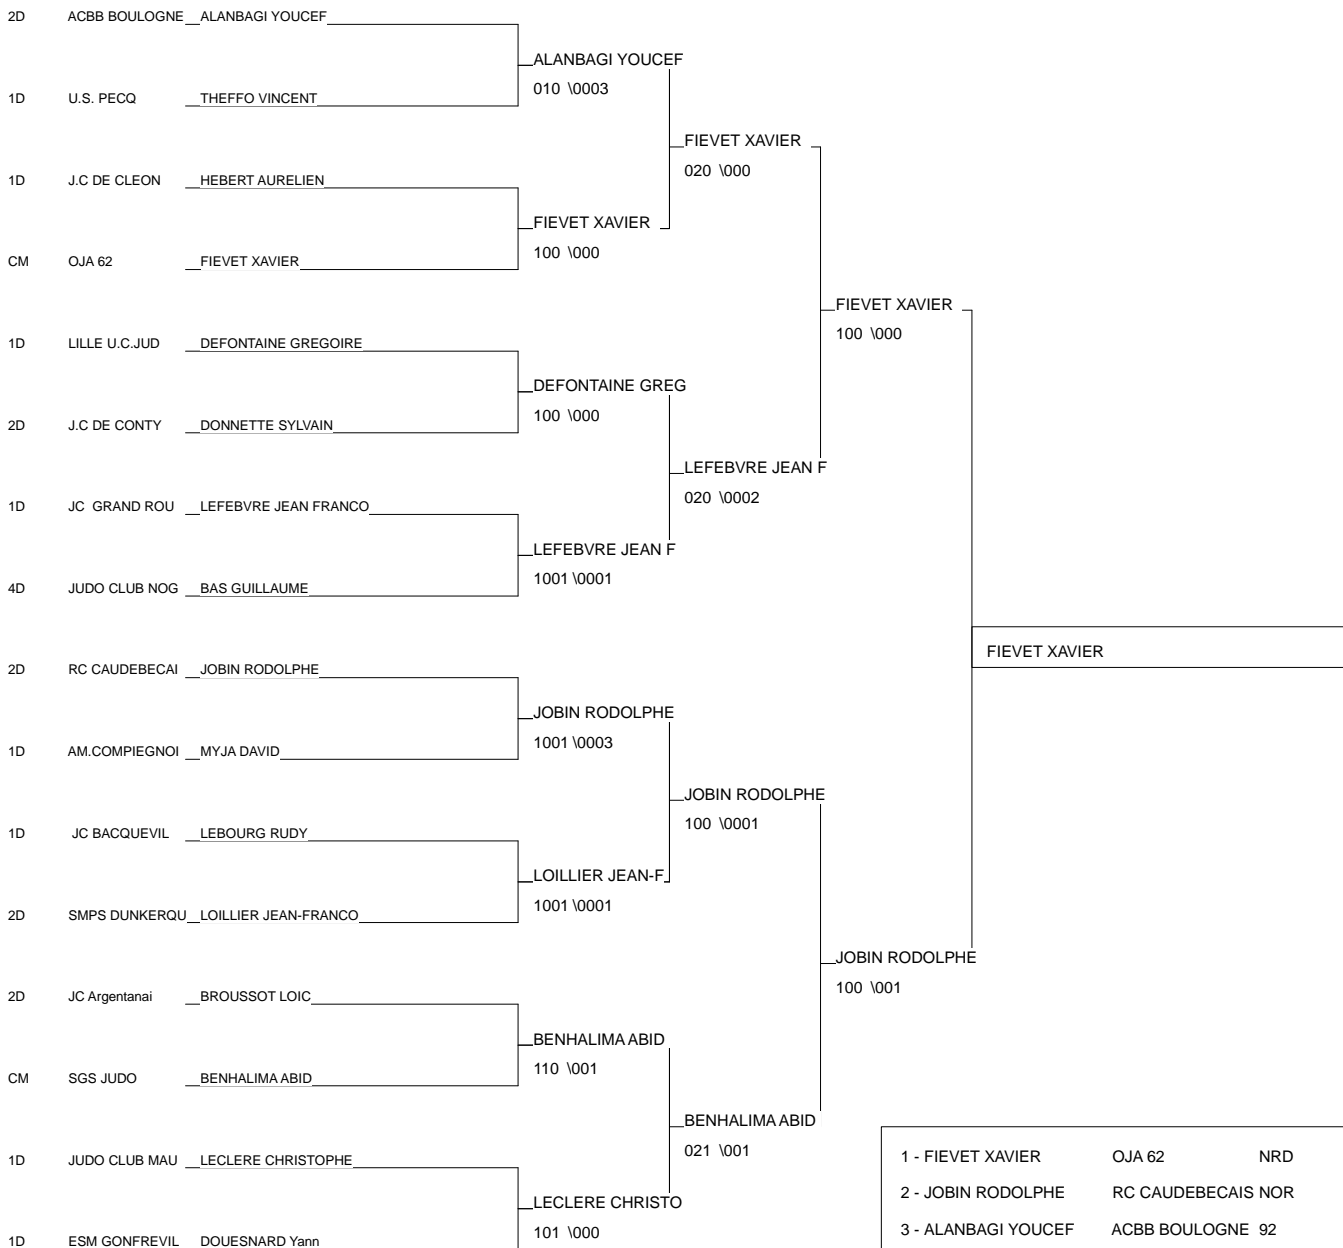 2D ACBB BOULOGNE ALANBAGI YOUCEF
ALANBAGI YOUCEF
010 \0003
1D U.S. PECQ THEFFO VINCENT
FIEVET XAVIER
020 \000
1D J.C DE CLEON HEBERT AURELIEN
FIEVET XAVIER
100 \000
CM OJA 62 FIEVET XAVIER
FIEVET XAVIER
100 \000
1D LILLE U.C.JUD DEFONTAINE GREGOIRE
DEFONTAINE GREG
100 \000
2D J.C DE CONTY DONNETTE SYLVAIN
LEFEBVRE JEAN F
020 \0002
1D JC GRAND ROU LEFEBVRE JEAN FRANCO
LEFEBVRE JEAN F
1001 \0001
4D JUDO CLUB NOG BAS GUILLAUME
FIEVET XAVIER
2D RC CAUDEBECAI JOBIN RODOLPHE
JOBIN RODOLPHE
1001 \0003
1D AM.COMPIEGNOI MYJA DAVID
JOBIN RODOLPHE
100 \0001
1D JC BACQUEVIL LEBOURG RUDY
LOILLIER JEAN-F
1001 \0001
2D SMPS DUNKERQU LOILLIER JEAN-FRANCO
JOBIN RODOLPHE
100 \001
2D JC Argentanai BROUSSOT LOIC
BENHALIMA ABID
110 \001
CM SGS JUDO BENHALIMA ABID
BENHALIMA ABID
021 \001
1D JUDO CLUB MAU LECLERE CHRISTOPHE
LECLERE CHRISTO
101 \000
1D ESM GONFREVIL DOUESNARD Yann
1 - FIEVET XAVIER OJA 62 NRD
2 - JOBIN RODOLPHE RC CAUDEBECAIS NOR
3 - ALANBAGI YOUCEF ACBB BOULOGNE 92